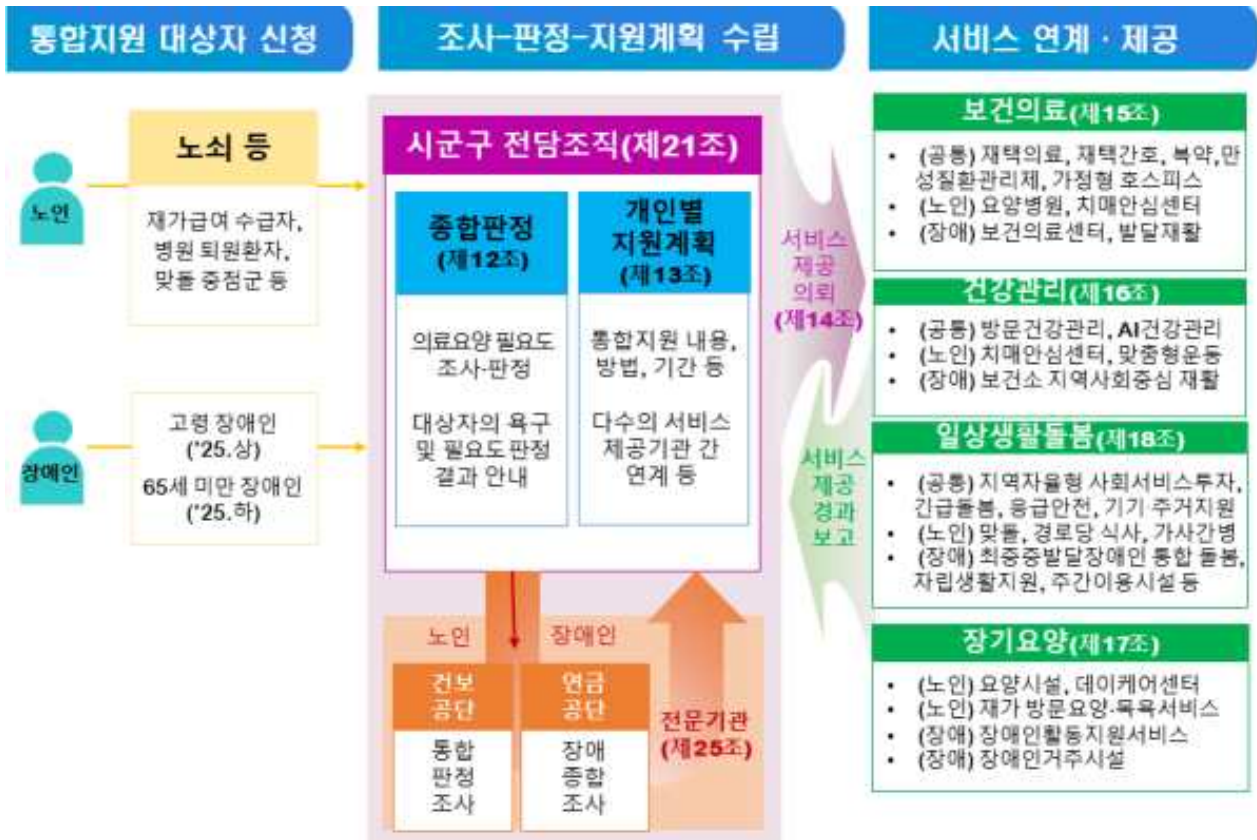 통합지원 대상자 신청
조사-판정-지원계획 수립
서비스 연계·제공
노인
노쇠 등
재가급여 수급자,
병원 퇴원환자,
맞돌 중점군 등
장애인
고령 장애인
('25.상)
65세 미만 장애인
('25.하)
시군구 전담조직(제21조)
종합판정
(제12조)
의료요양 필요도
조사·판정
대상자의 욕구
및 필요도 판정
결과 안내
개인별
지원계획
(제13조)
통합지원 내용,
방법, 기간 등
다수의 서비스
제공기관 간
연계 등
노인
장애인
건보
공단
통합
판정
조사
연금
공단
장애
종합
조사
전문기관
(제25조)
서비스
제공
의뢰
(제14조)
서비스
제공
경과
보고
보건의료(제15조)
• (공통) 재택의료, 재택간호, 복약,만
성질환관리제, 가정형 호스피스
• (노인) 요양병원, 치매안심센터
• (장애) 보건의료센터, 발달재활
건강관리(제16조)
• (공통) 방문건강관리, AI건강관리
• (노인) 치매안심센터, 맞춤형운동
• (장애) 보건소 지역사회중심 재활
일상생활돌봄(제18조)
• (공통) 지역자율형 사회서비스투자,
긴급돌봄, 응급안전, 기기 주거지원
• (노인) 맞돌, 경로당 식사, 가사간병
• (장애) 최중증발달장애인 통합 돌봄,
자립생활지원, 주간이용시설 등
장기요양(제17조)
• (노인) 요양시설, 데이케어센터
• (노인) 재가 방문요양·목욕서비스
• (장애) 장애인활동지원서비스
• (장애) 장애인거주시설